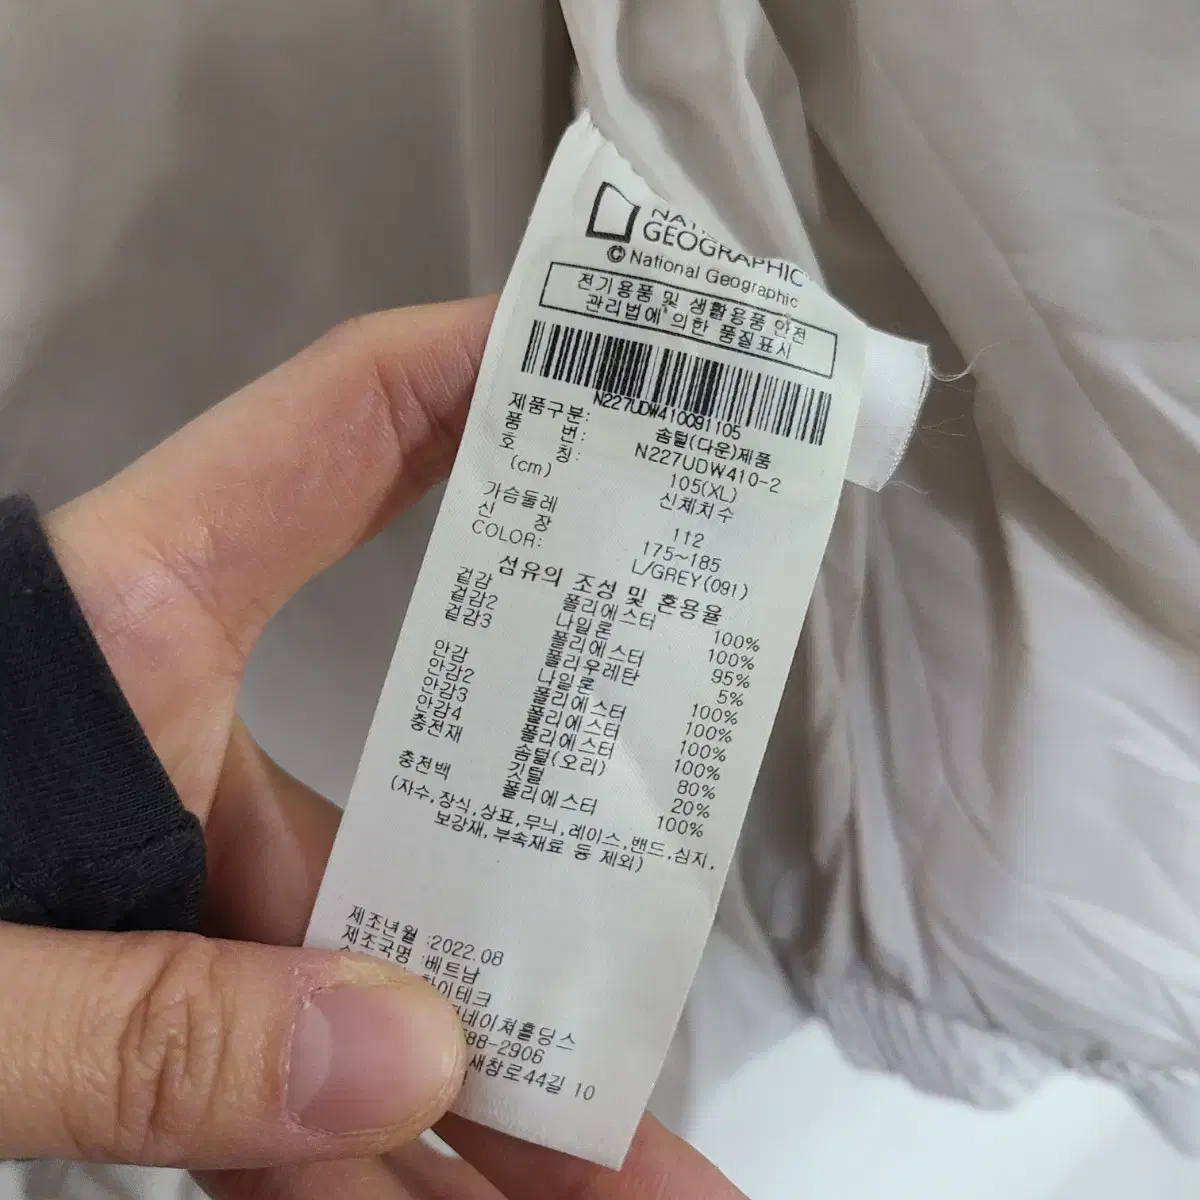 GEOGRAPHIC
© National Geographic
전기용품 및 생활용품 안전
관리법에 의한 품질표시
N227UDW410091105
제품구분: 솜털(다운)제품
품 번: N227UDW410-2
호 칭: 105(XL)
(cm) 신체치수
가슴둘레 112
신 장 175~185
COLOR: L/GREY(091)
섬유의 조성 및 혼용율
겉감 폴리에스터 100%
겉감2 나일론 100%
겉감3 폴리에스터 95%
폴리우레탄 5%
안감 나일론 100%
안감2 폴리에스터 100%
안감3 폴리에스터 100%
안감4 폴리에스터 100%
충전재 솜털(오리) 80%
깃털 20%
충전백 폴리에스터 100%
(자수,장식,상표,무늬,레이스,밴드,심지,
보강재,부속재료 등 제외)
제조년월 :2022.08
제조국명 :베트남
하이테크
네이쳐홀딩스
588-2906
새창로44길 10